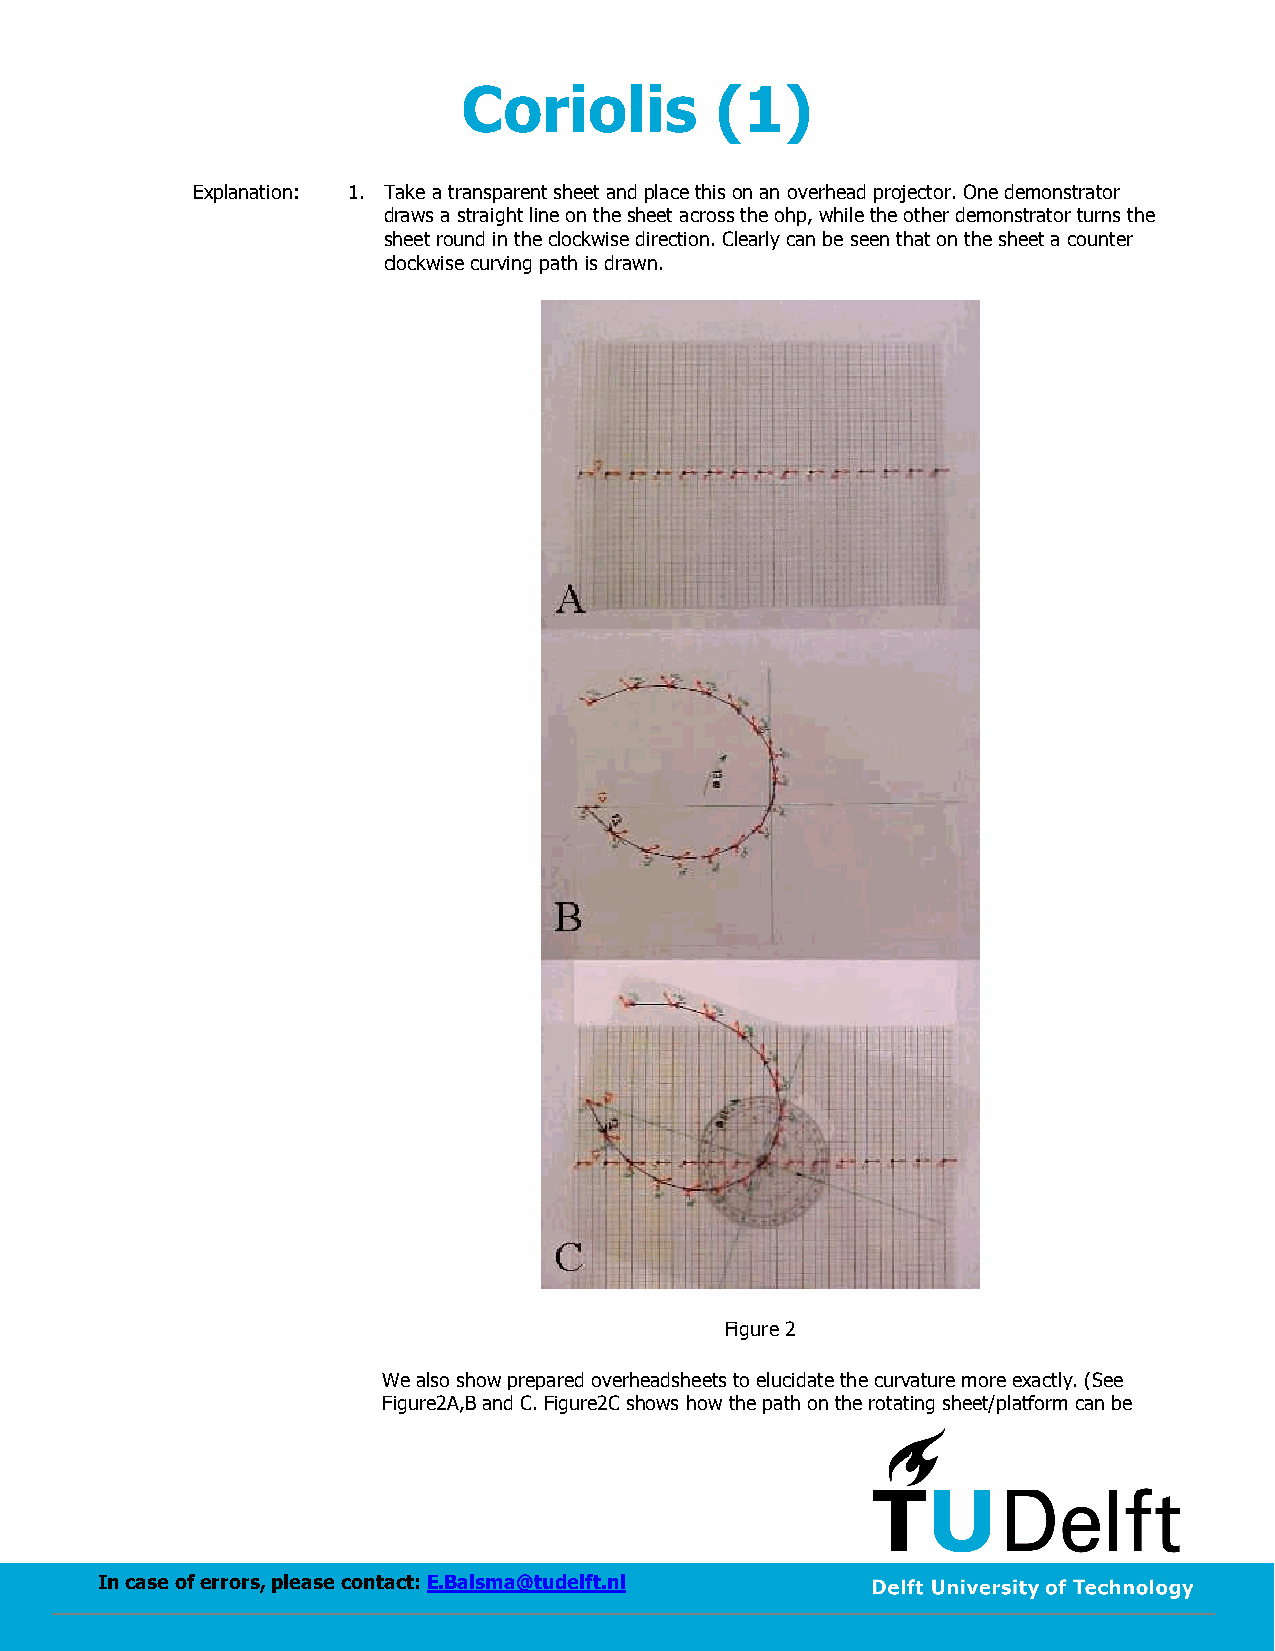 Coriolis (1)
Explanation: 1. Take a transparent sheet and place this on an overhead projector. One demonstrator
draws a straight line on the sheet across the ohp, while the other demonstrator turns the
sheet round in the clockwise direction. Clearly can be seen that on the sheet a counter
clockwise curving path is drawn.
A
B
C
Figure 2
We also show prepared overheadsheets to elucidate the curvature more exactly. (See
Figure2A,B and C. Figure2C shows how the path on the rotating sheet/platform can be
TUDelft
In case of errors, please contact: E.Balsma@tudelft.nl
Delft University of Technology